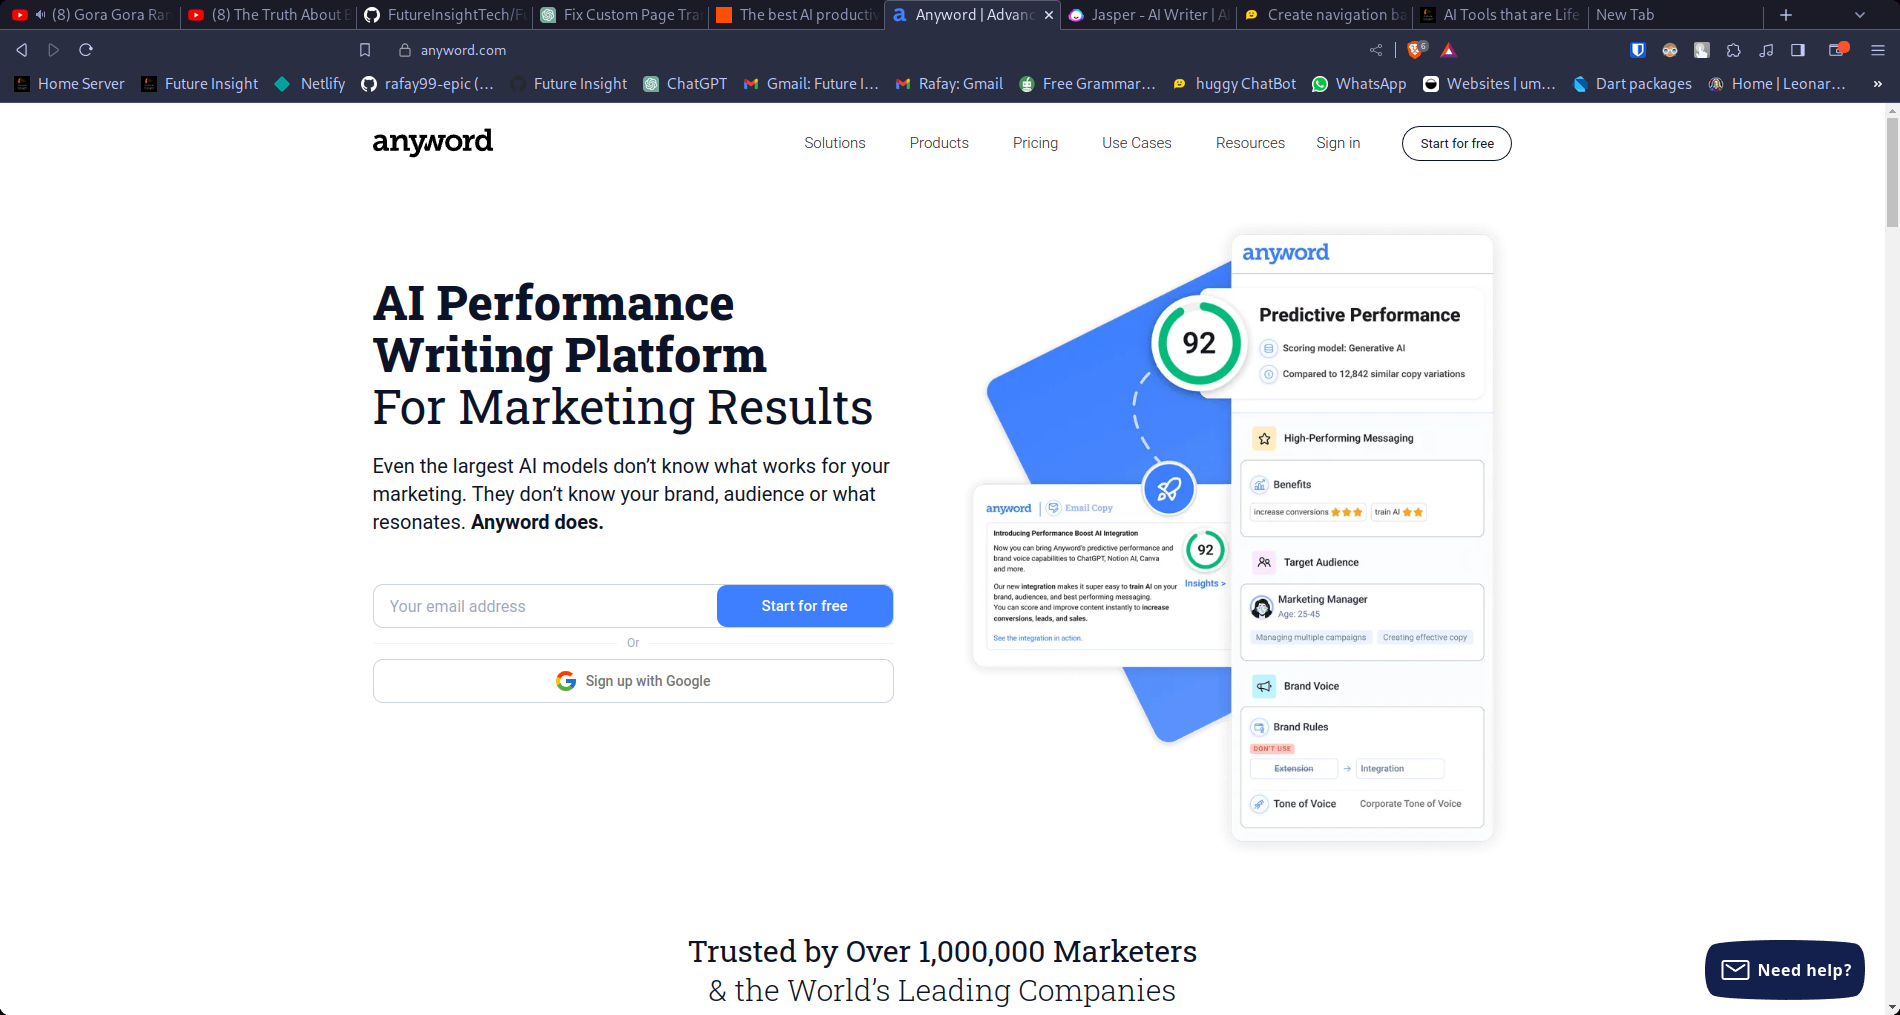 (8) Gora Gora Ran
(8) The Truth About E
FutureInsightTech/Fu
Fix Custom Page Tra
The best AI productiv
Anyword | Advanc
Jasper - AI Writer | AI
Create navigation ba
AI Tools that are Life
New Tab
anyword.com
6
Home Server
Future Insight
Netlify
rafay99-epic (...
Future Insight
ChatGPT
Gmail: Future I...
Rafay: Gmail
Free Grammar...
huggy ChatBot
WhatsApp
Websites | um...
Dart packages
Home | Leonar...
»
anyword
Solutions
Products
Pricing
Use Cases
Resources
Sign in
Start for free
AI Performance
Writing Platform
For Marketing Results
Even the largest AI models don’t know what works for your
marketing. They don’t know your brand, audience or what
resonates. Anyword does.
Your email address
Start for free
Or
Sign up with Google
anyword
92
Predictive Performance
Scoring model: Generative AI
Compared to 12,842 similar copy variations
High-Performing Messaging
Benefits
increase conversions
train AI
Target Audience
Marketing Manager
Age: 25-45
Managing multiple campaigns
Creating effective copy
Brand Voice
Brand Rules
DON'T USE
Extension
Integration
Tone of Voice
Corporate Tone of Voice
anyword
Email Copy
Introducing Performance Boost AI Integration
Now you can bring Anyword's predictive performance and
brand voice capabilities to ChatGPT, Notion AI, Canva
and more.
Our new integration makes it super easy to train AI on your
brand, audiences, and best performing messaging.
You can score and improve content instantly to increase
conversions, leads, and sales.
See the integration in action.
92
Insights >
Trusted by Over 1,000,000 Marketers
& the World’s Leading Companies
Need help?